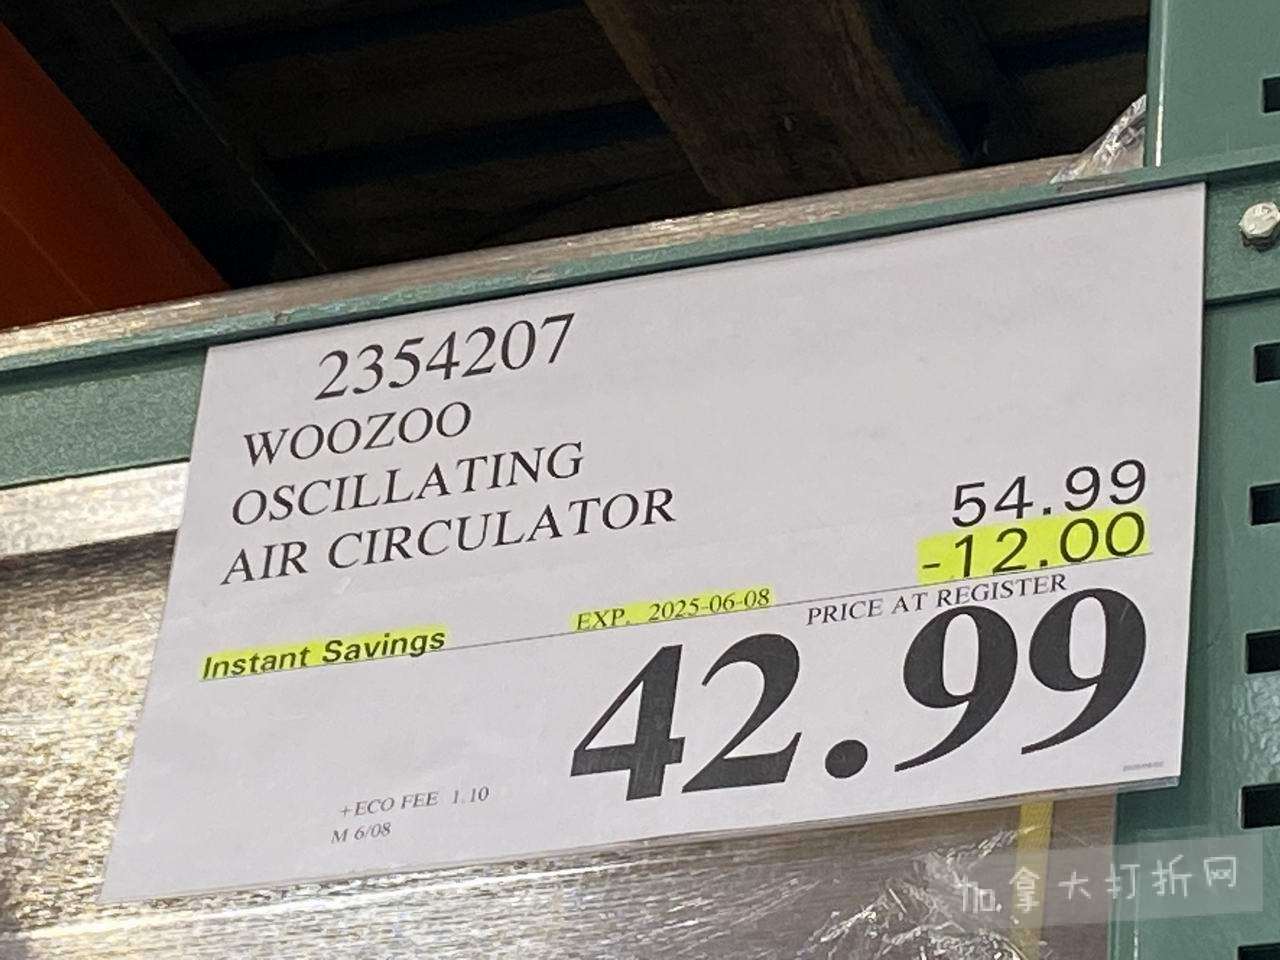 2354207
WOOZOO
OSCILLATING
AIR CIRCULATOR
54.99
-12.00
Instant Savings
EXP. 2025-06-08
PRICE AT REGISTER
42.99
+ECO FEE 1.10
M 6/08
加拿大打折网